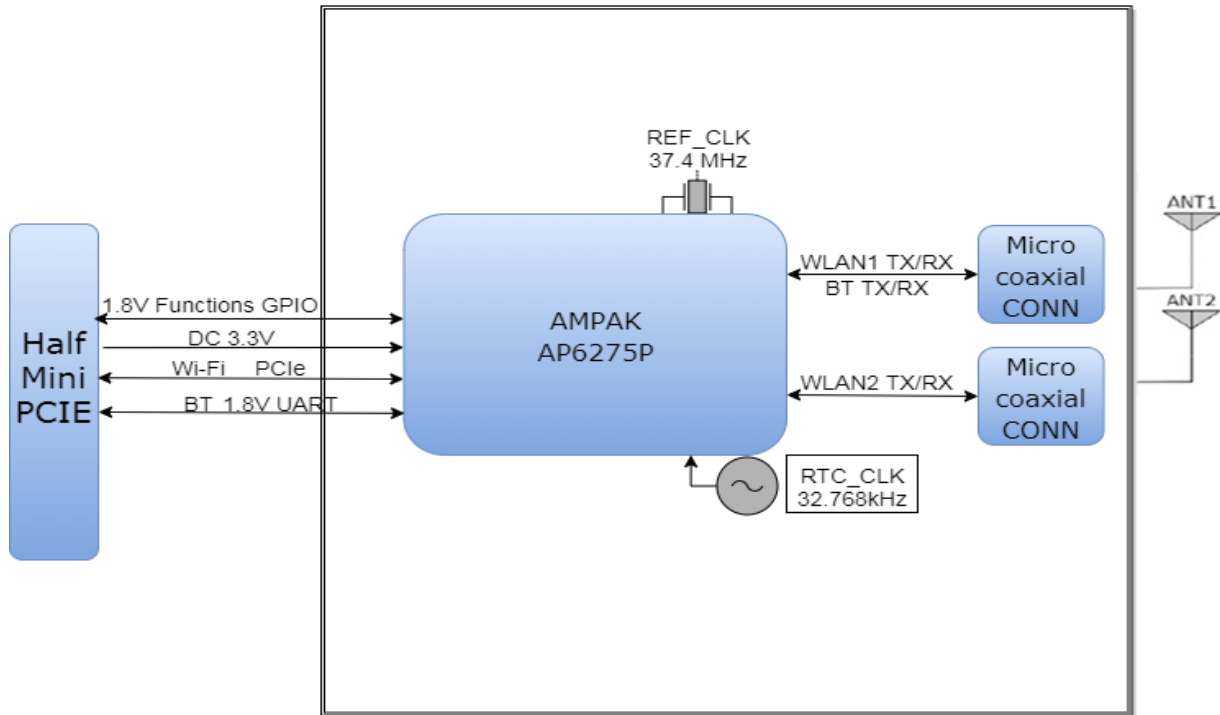 Half
Mini
PCIE
1.8V Functions GPIO
DC 3.3V
Wi-Fi PCIe
BT 1.8V UART
REF_CLK
37.4 MHz
AMPAK
AP6275P
RTC_CLK
32.768kHz
WLAN1 TX/RX
BT TX/RX
WLAN2 TX/RX
Micro
coaxial
CONN
Micro
coaxial
CONN
ANT1
ANT2